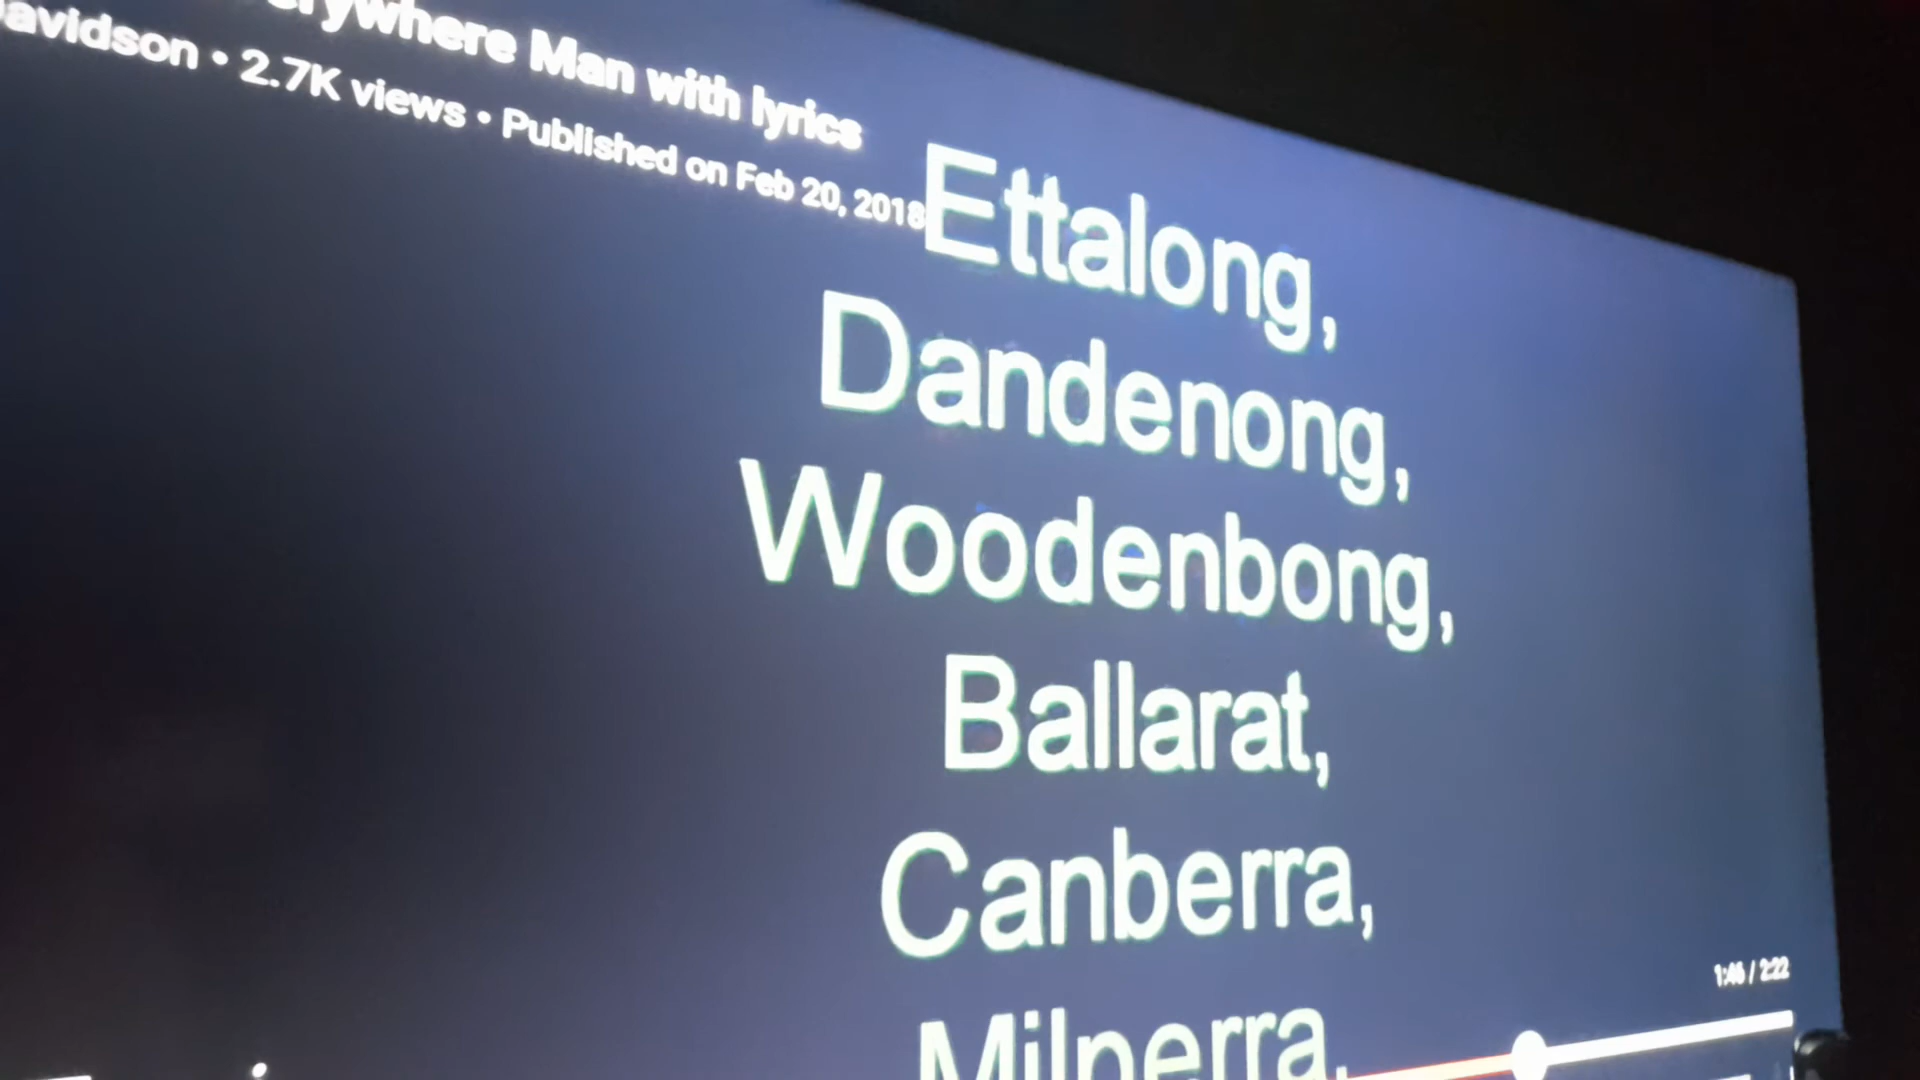 erywhere Man with lyrics
avidson • 2.7K views • Published on Feb 20, 2018
Ettalong,
Dandenong,
Woodenbong,
Ballarat,
Canberra,
Milperra,
1:46 / 2:22